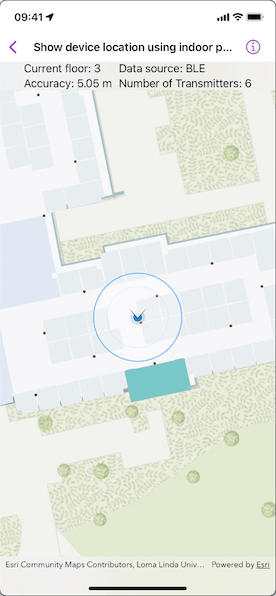 09:41
Show device location using indoor p...
Current floor: 3 Data source: BLE
Accuracy: 5.05 m Number of Transmitters: 6
Esri Community Maps Contributors, Loma Linda Univ... Powered by Esri